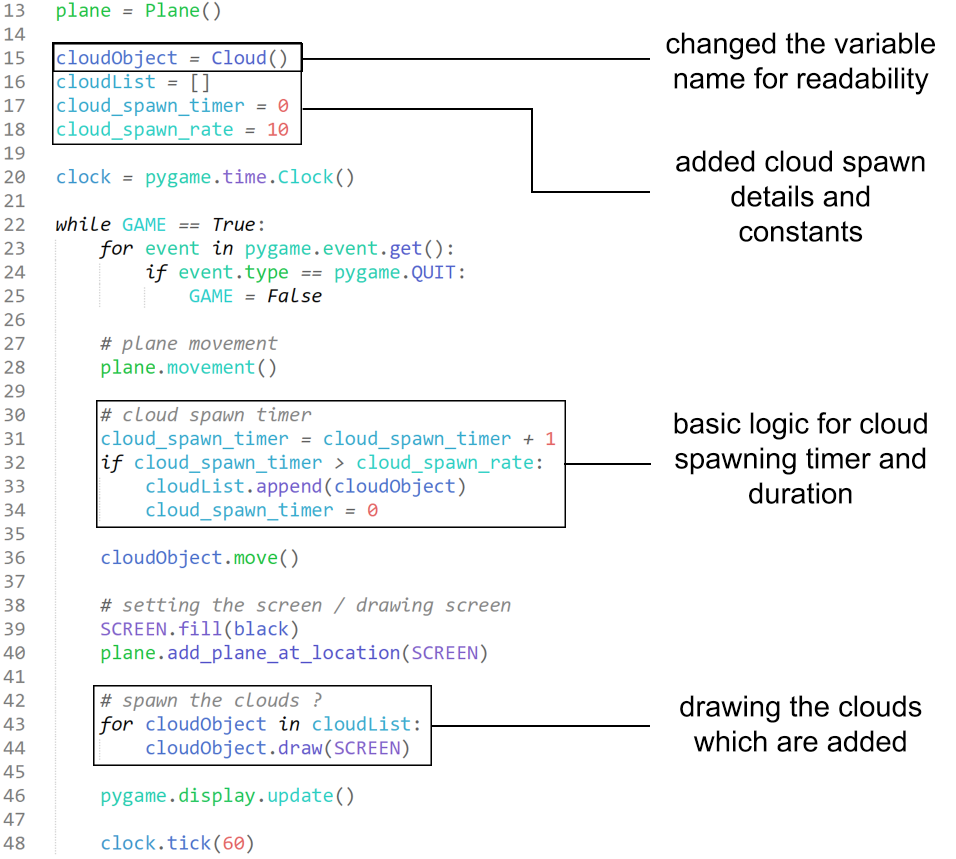 13 plane = Plane()
14
15 cloudObject = Cloud()
16 cloudList = []
17 cloud_spawn_timer = 0
18 cloud_spawn_rate = 10
19
20 clock = pygame.time.Clock()
21
22 while GAME == True:
23     for event in pygame.event.get():
24         if event.type == pygame.QUIT:
25             GAME = False
26
27     # plane movement
28     plane.movement()
29
30     # cloud spawn timer
31     cloud_spawn_timer = cloud_spawn_timer + 1
32     if cloud_spawn_timer > cloud_spawn_rate:
33         cloudList.append(cloudObject)
34         cloud_spawn_timer = 0
35
36     cloudObject.move()
37
38     # setting the screen / drawing screen
39     SCREEN.fill(black)
40     plane.add_plane_at_location(SCREEN)
41
42     # spawn the clouds ?
43     for cloudObject in cloudList:
44         cloudObject.draw(SCREEN)
45
46     pygame.display.update()
47
48     clock.tick(60)
changed the variable
name for readability
added cloud spawn
details and
constants
basic logic for cloud
spawning timer and
duration
drawing the clouds
which are added